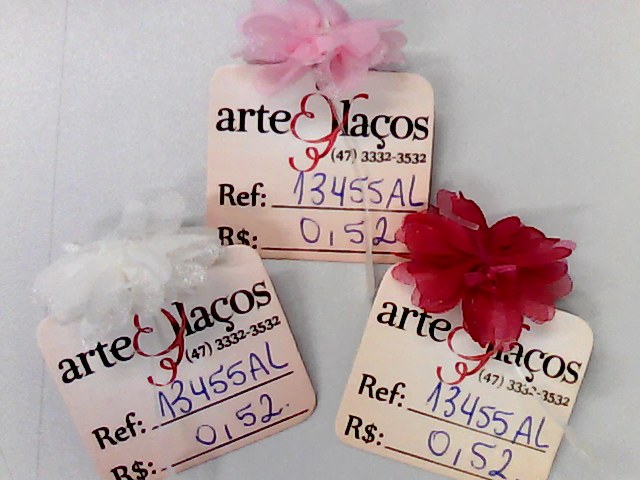 arte & laços
(47) 3332-3532
Ref: 13455AL
R$: 0,52
arte & laços
(47) 3332-3532
Ref: 13455AL
R$: 0,52.
arte & laços
(47) 3332-3532
Ref: 13455AL
R$: 0,52